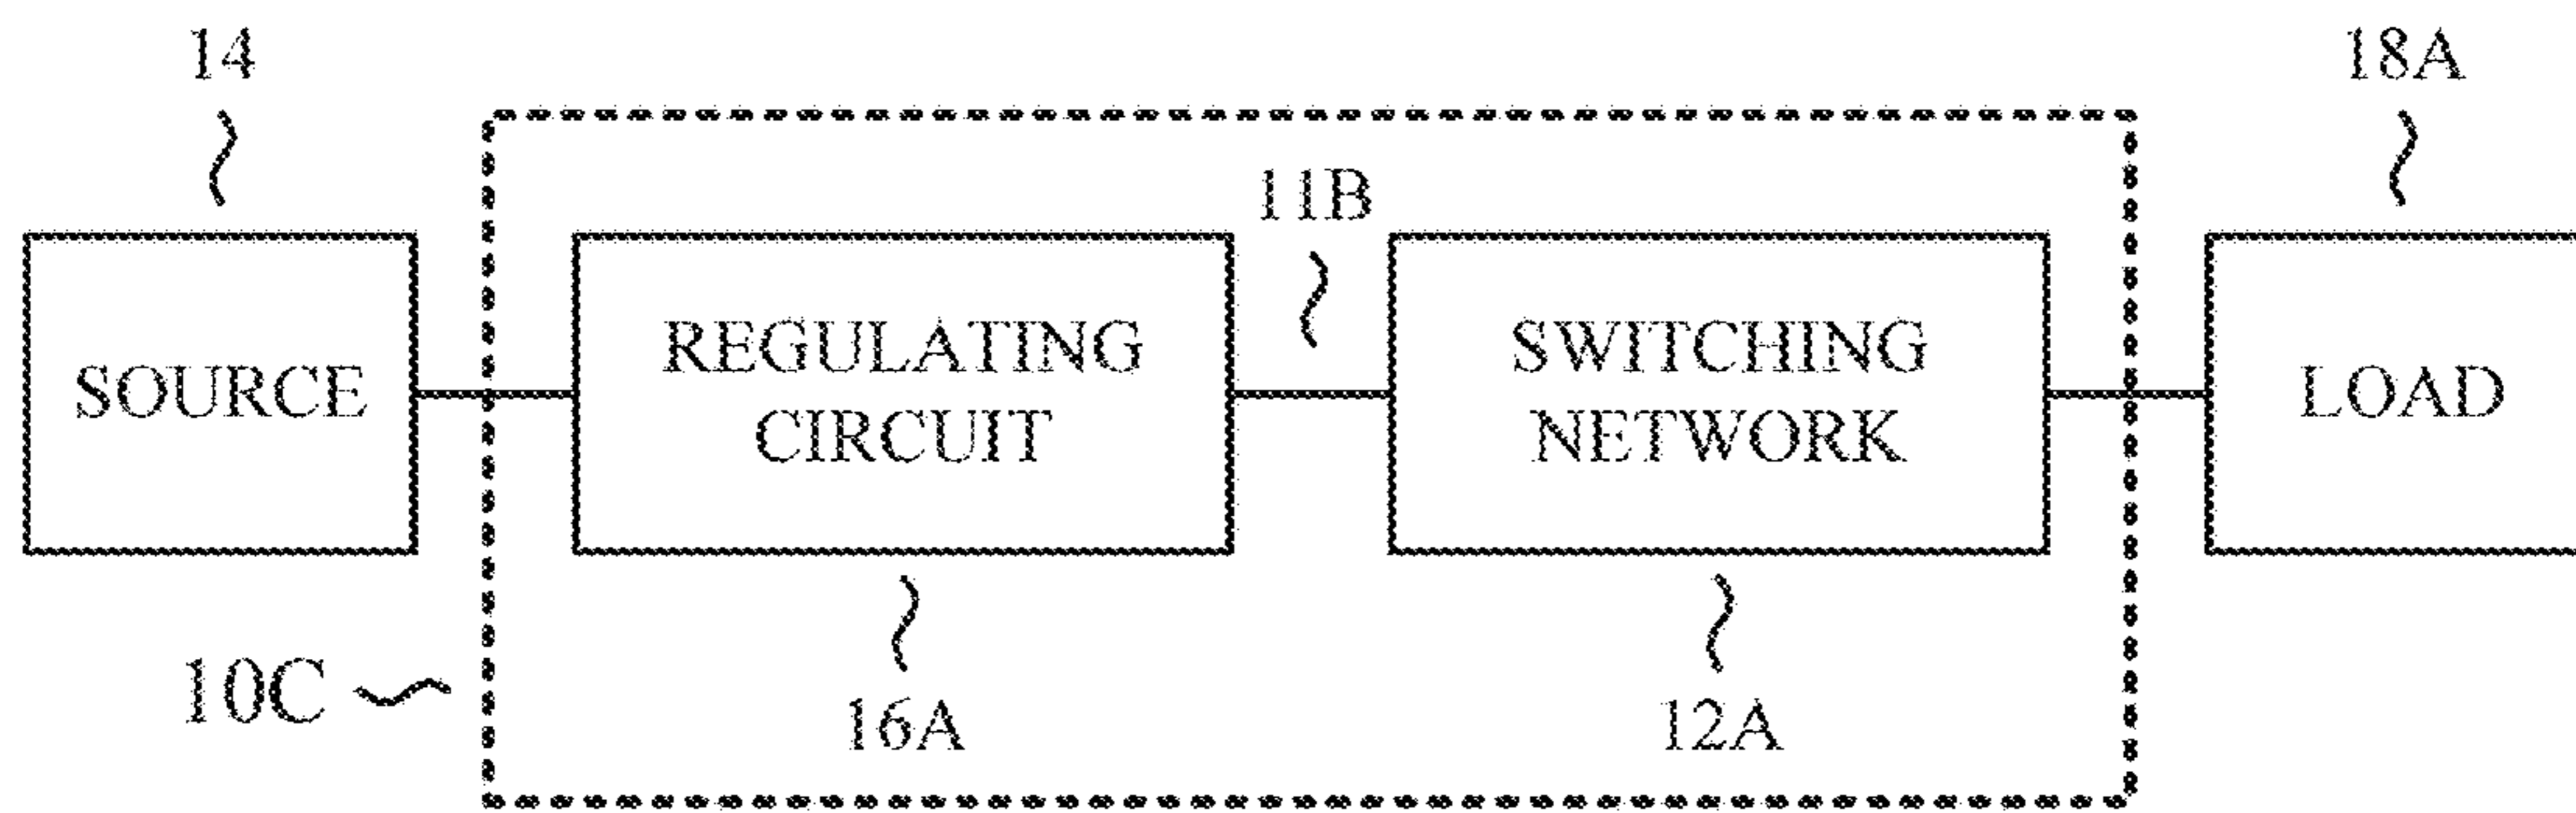 14
18A
11B
SOURCE
REGULATING
CIRCUIT
SWITCHING
NETWORK
LOAD
10C
16A
12A